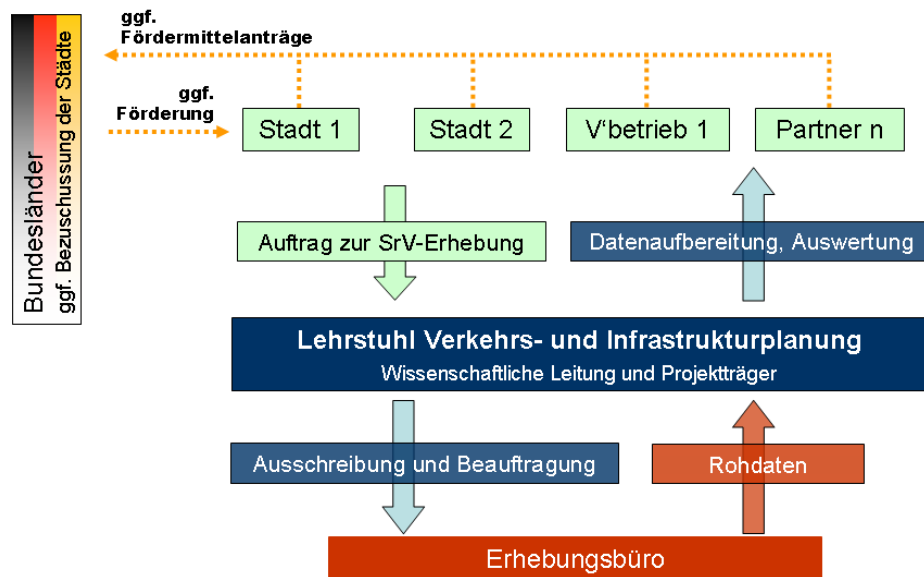 ggf.
Fördermittelanträge
ggf.
Förderung
Bundesländer
ggf. Bezuschussung der Städte
Stadt 1
Stadt 2
V'betrieb 1
Partner n
Auftrag zur SrV-Erhebung
Datenaufbereitung, Auswertung
Lehrstuhl Verkehrs- und Infrastrukturplanung
Wissenschaftliche Leitung und Projektträger
Ausschreibung und Beauftragung
Rohdaten
Erhebungsbüro